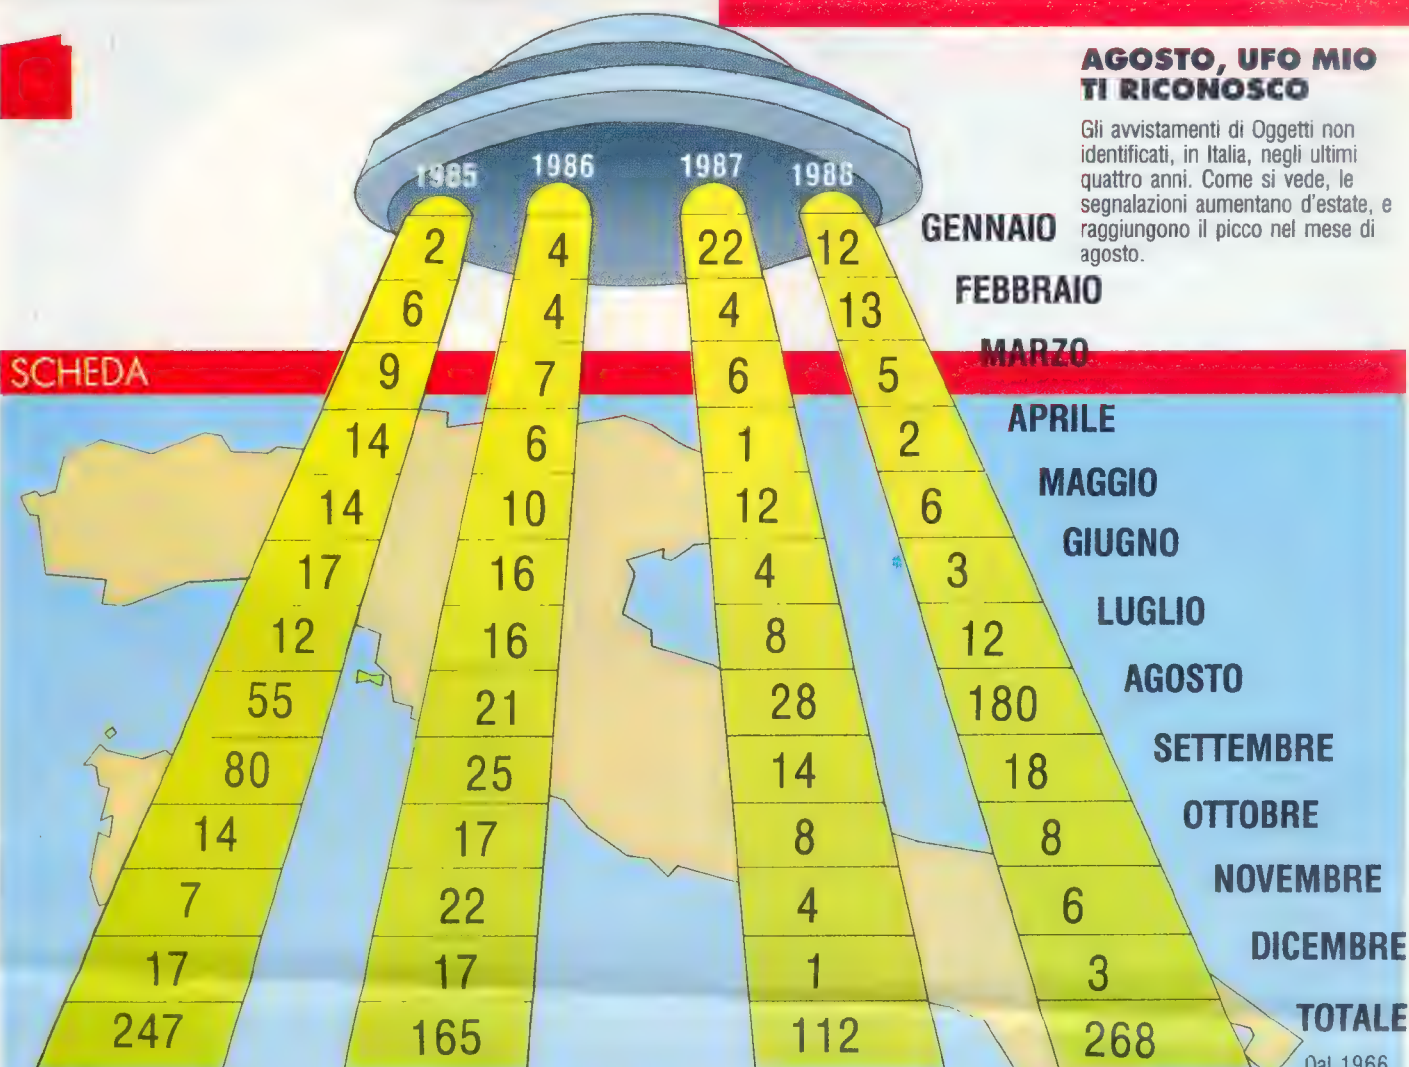 AGOSTO, UFO MIO
TI RICONOSCO
Gli avvistamenti di Oggetti non
identificati, in Italia, negli ultimi
quattro anni. Come si vede, le
segnalazioni aumentano d'estate, e
raggiungono il picco nel mese di
agosto.
1985 1986 1987 1988
2 4 22 12 GENNAIO
6 4 4 13 FEBBRAIO
SCHEDA
9 7 6 5 MARZO
14 6 1 2 APRILE
14 10 12 6 MAGGIO
17 16 4 3 GIUGNO
12 16 8 12 LUGLIO
55 21 28 180 AGOSTO
80 25 14 18 SETTEMBRE
14 17 8 8 OTTOBRE
7 22 4 6 NOVEMBRE
17 17 1 3 DICEMBRE
247 165 112 268 TOTALE
Dal 1966